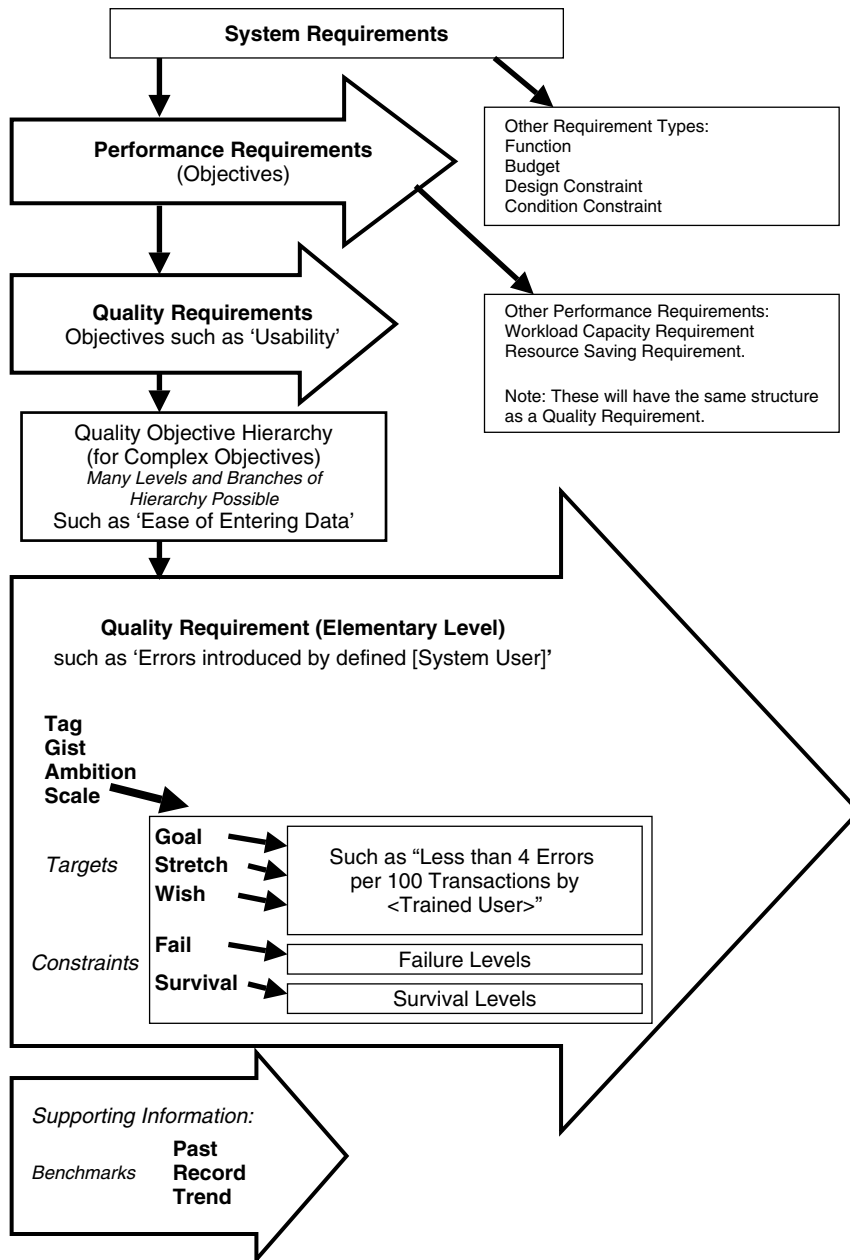 System Requirements
Performance Requirements
(Objectives)
Other Requirement Types:
Function
Budget
Design Constraint
Condition Constraint
Quality Requirements
Objectives such as ‘Usability’
Other Performance Requirements:
Workload Capacity Requirement
Resource Saving Requirement.
Note: These will have the same structure
as a Quality Requirement.
Quality Objective Hierarchy
(for Complex Objectives)
Many Levels and Branches of
Hierarchy Possible
Such as ‘Ease of Entering Data’
Quality Requirement (Elementary Level)
such as ‘Errors introduced by defined [System User]’
Tag
Gist
Ambition
Scale
Targets
Goal
Stretch
Wish
Such as “Less than 4 Errors
per 100 Transactions by
<Trained User>”
Constraints
Fail
Failure Levels
Survival
Survival Levels
Supporting Information:
Benchmarks
Past
Record
Trend